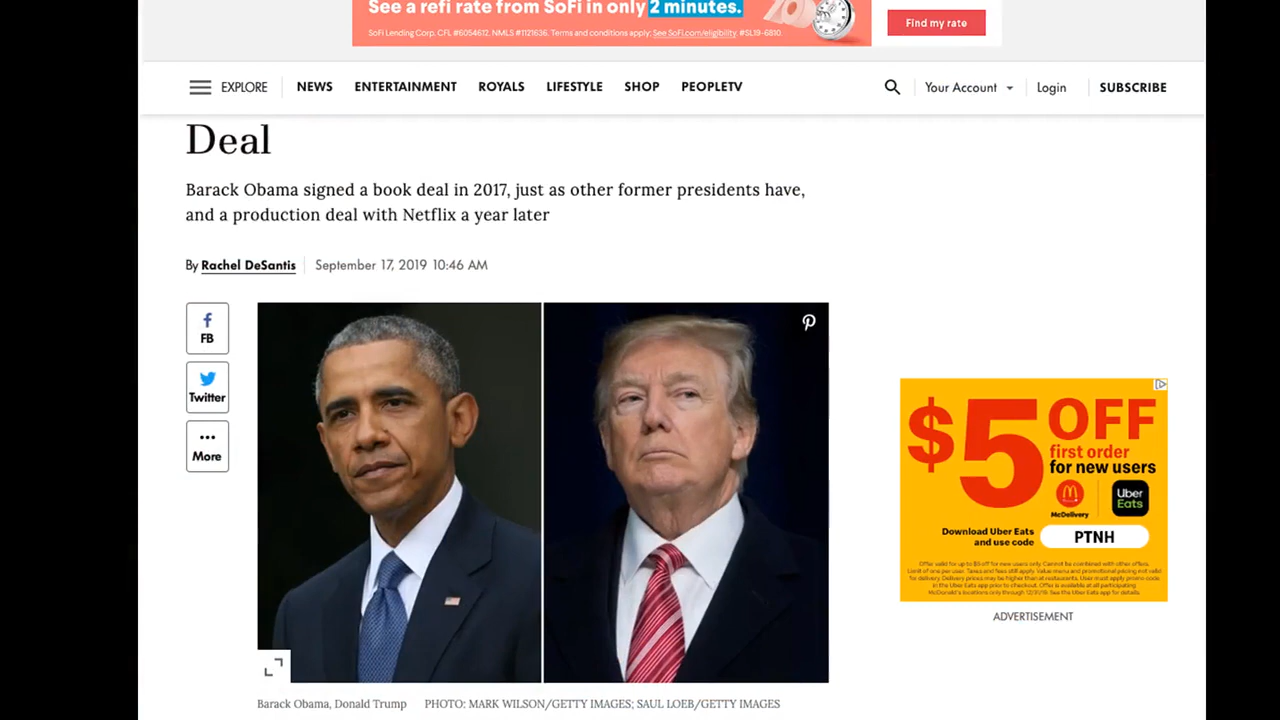 See a refi rate from SoFi in only 2 minutes.
SoFi Lending Corp. CFL #6054612. NMLS #1121636. Terms and conditions apply. See SoFi.com/eligibility. #SL19-6810.
Find my rate
EXPLORE NEWS ENTERTAINMENT ROYALS LIFESTYLE SHOP PEOPLETV Your Account Login SUBSCRIBE
Deal
Barack Obama signed a book deal in 2017, just as other former presidents have,
and a production deal with Netflix a year later
By Rachel DeSantis September 17, 2019 10:46 AM
FB
Twitter
More
$5 OFF
first order
for new users
McDelivery
Uber
Eats
Download Uber Eats
and use code
PTNH
Offer valid for up to $5 off for new users only. Cannot be combined with other offers.
Limit of one per user. Taxes and fees still apply. Value menu and promotional pricing not valid
for delivery. Delivery prices may be higher than at restaurants. User must apply promo code
in the Uber Eats app prior to checkout. Offer is available at all participating
McDonald's locations only through 12/31/19. See the Uber Eats app for details.
ADVERTISEMENT
Barack Obama, Donald Trump PHOTO: MARK WILSON/GETTY IMAGES; SAUL LOEB/GETTY IMAGES